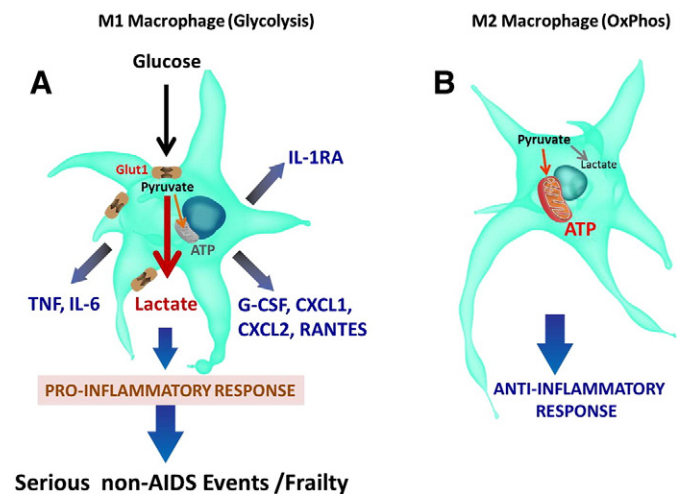 M1 Macrophage (Glycolysis)
M2 Macrophage (OxPhos)
A
Glucose
Glut1
Pyruvate
ATP
Lactate
IL-1RA
TNF, IL-6
G-CSF, CXCL1,
CXCL2, RANTES
PRO-INFLAMMATORY RESPONSE
Serious non-AIDS Events /Frailty
B
Pyruvate
Lactate
ATP
ANTI-INFLAMMATORY
RESPONSE